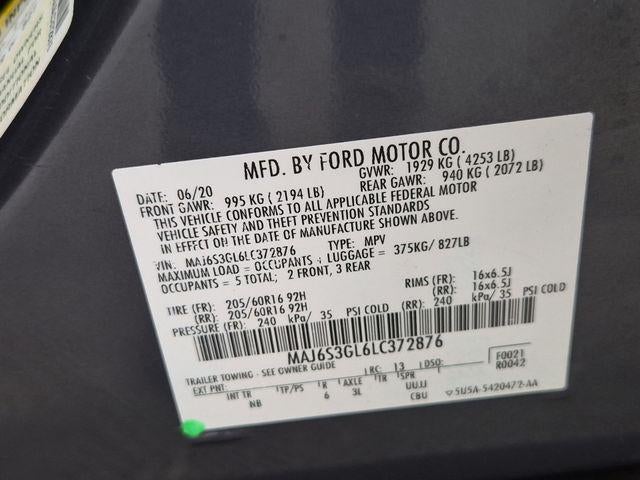 MFD. BY FORD MOTOR CO.
DATE: 06/20 GVWR: 1929 KG ( 4253 LB)
FRONT GAWR: 995 KG ( 2194 LB) REAR GAWR: 940 KG ( 2072 LB)
THIS VEHICLE CONFORMS TO ALL APPLICABLE FEDERAL MOTOR
VEHICLE SAFETY AND THEFT PREVENTION STANDARDS
IN EFFECT ON THE DATE OF MANUFACTURE SHOWN ABOVE.
VIN: MAJ6S3GL6LC372876 TYPE: MPV
MAXIMUM LOAD = OCCUPANTS + LUGGAGE = 375KG/ 827LB
OCCUPANTS = 5 TOTAL; 2 FRONT, 3 REAR
TIRE (FR): 205/60R16 92H RIMS (FR): 16x6.5J
(RR): 205/60R16 92H (RR): 16x6.5J
PRESSURE (FR): 240 kPa/ 35 PSI COLD (RR): 240 kPa/ 35 PSI COLD
MAJ6S3GL6LC372876
TRAILER TOWING - SEE OWNER GUIDE RC: 13 DSO: F0021
R0042
EXT PNT: INT TR TP/PS R AXLE TR SPR
NB 6 3L UUJJ
CBU 5U5A-5420472-AA